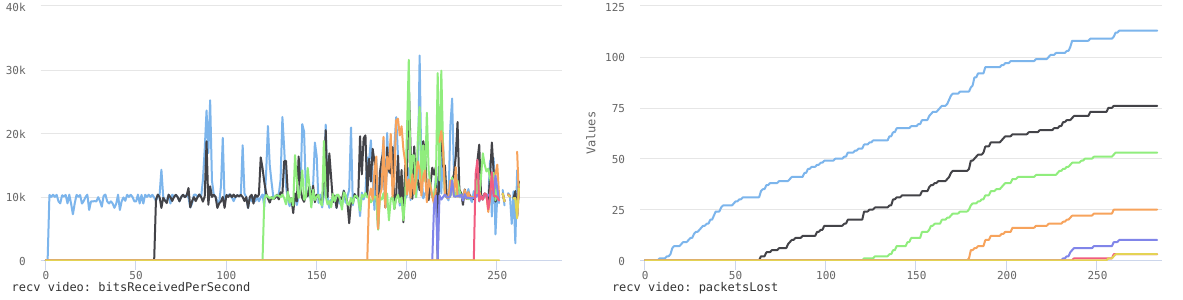 40k
30k
20k
10k
0
0 50 100 150 200 250
recv video: bitsReceivedPerSecond
Values
125
100
75
50
25
0
0 50 100 150 200 250
recv video: packetsLost